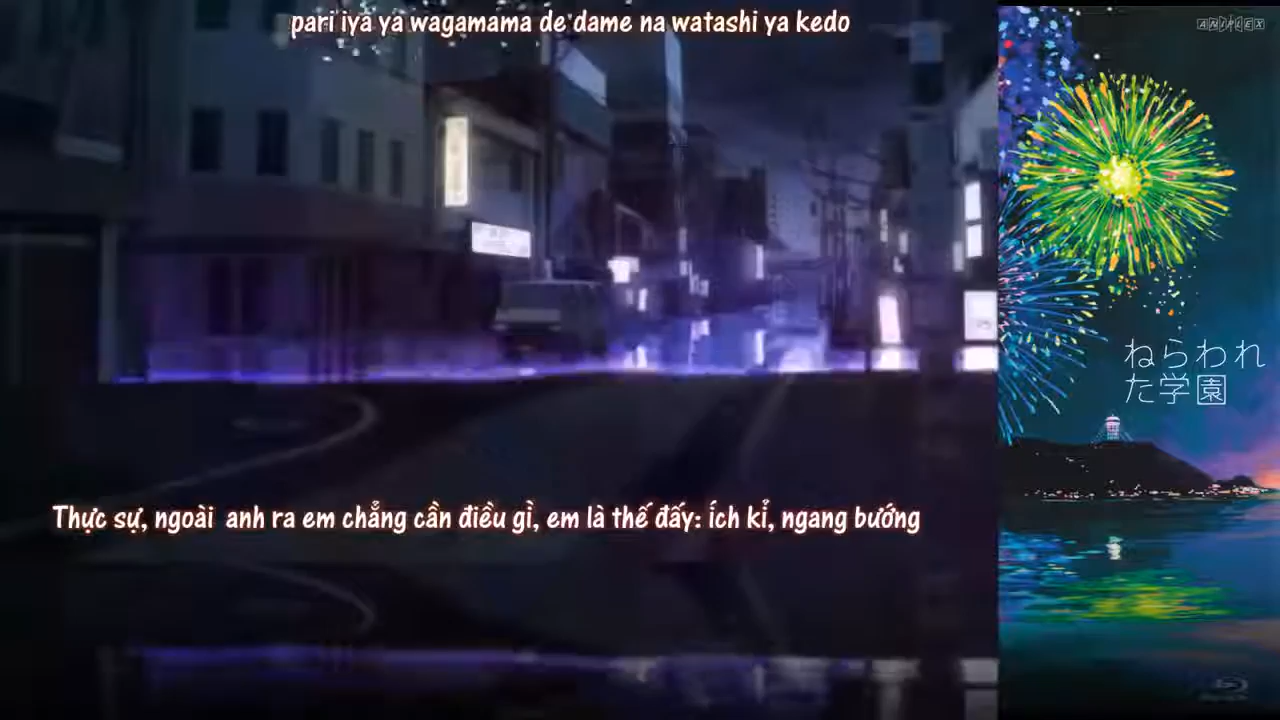 pari iya ya wagamama de dame na watashi ya kedo
ANIPLEX
ねらわれ
た学園
Thực sự, ngoài anh ra em chẳng cần điều gì, em là thế đấy: ích kỉ, ngang bướng